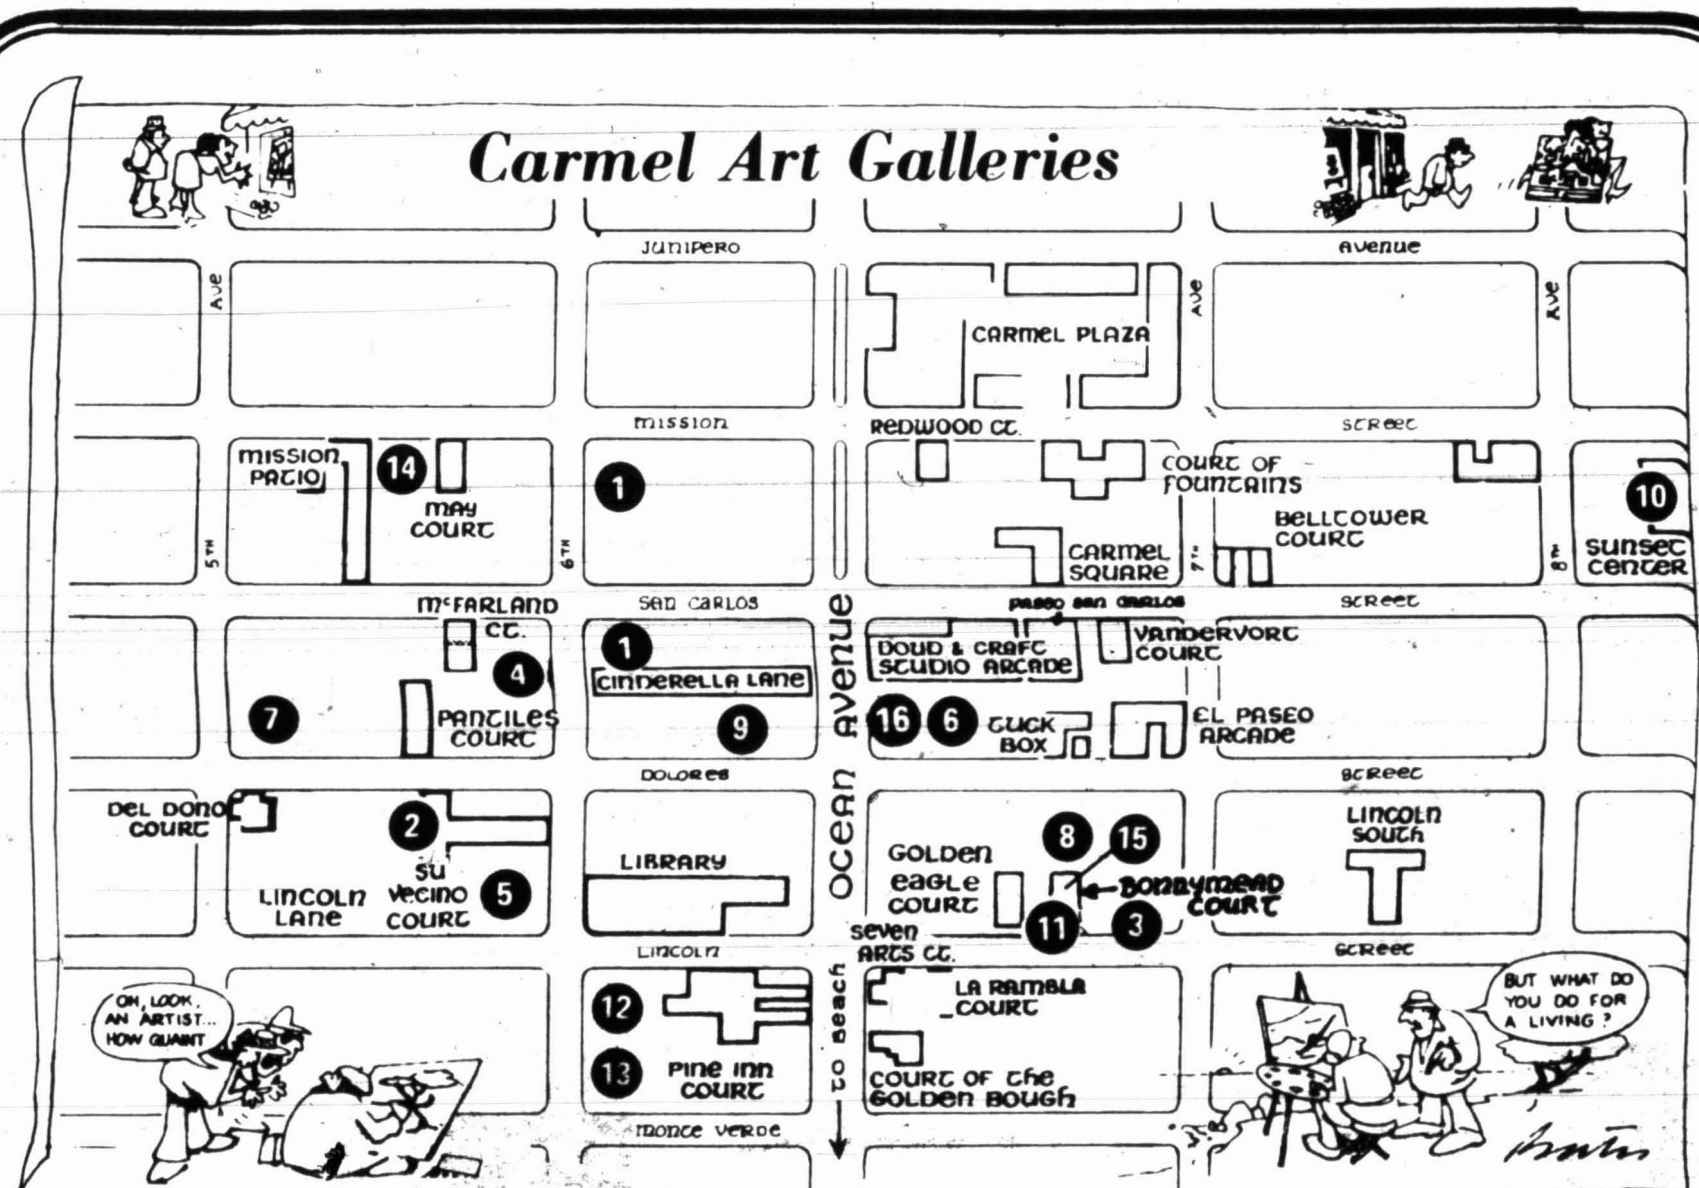 Carmel Art Galleries
JUNIPERO
AVENUE
AVE
AVE
AVE
CARMEL PLAZA
MISSION
REDWOOD CT.
STREET
MISSION
PATIO
14
MAY
COURT
1
COURT OF
FOUNTAINS
BELLTOWER
COURT
10
SUNSET
CENTER
CARMEL
SQUARE
5TH
6TH
7TH
8TH
McFARLAND
CT.
SAN CARLOS
PASEO SAN CARLOS
STREET
4
1
CINDERELLA LANE
DOUD & CRAFT
STUDIO ARCADE
VANDERVORT
COURT
7
PANTILES
COURT
9
16
6
TUCK
BOX
EL PASEO
ARCADE
OCEAN AVENUE
DOLORES
STREET
DEL DONO
COURT
2
SU
VECINO
COURT
5
LINCOLN
LANE
LIBRARY
GOLDEN
EAGLE
COURT
8
15
BONNYMEAD
COURT
11
3
LINCOLN
SOUTH
LINCOLN
SEVEN
ARTS CT.
STREET
TO BEACH
OH, LOOK,
AN ARTIST...
HOW QUAINT
12
13
PINE INN
COURT
LA RAMBLA
COURT
COURT OF THE
GOLDEN BOUGH
BUT WHAT DO
YOU DO FOR
A LIVING?
MONTE VERDE